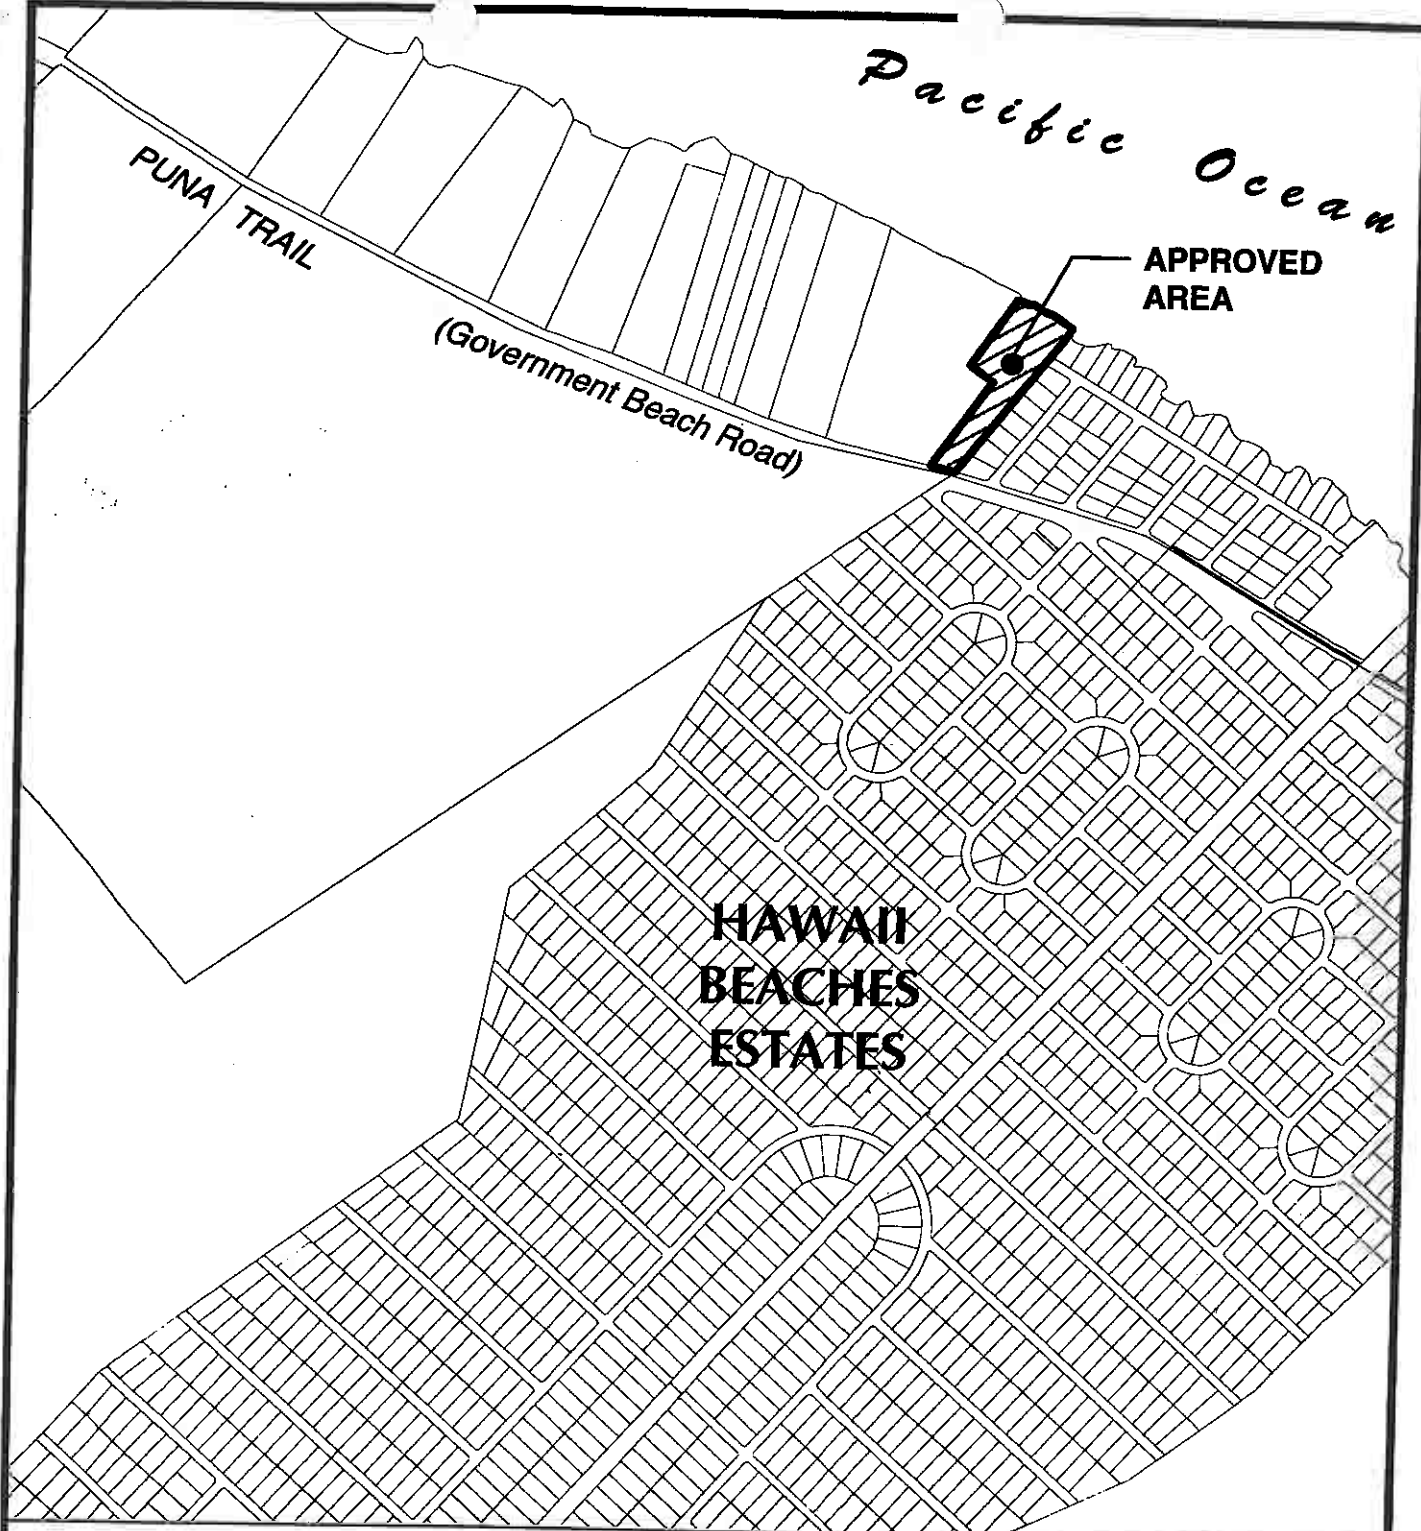 Pacific Ocean
PUNA TRAIL
APPROVED
AREA
(Government Beach Road)
HAWAII
BEACHES
ESTATES